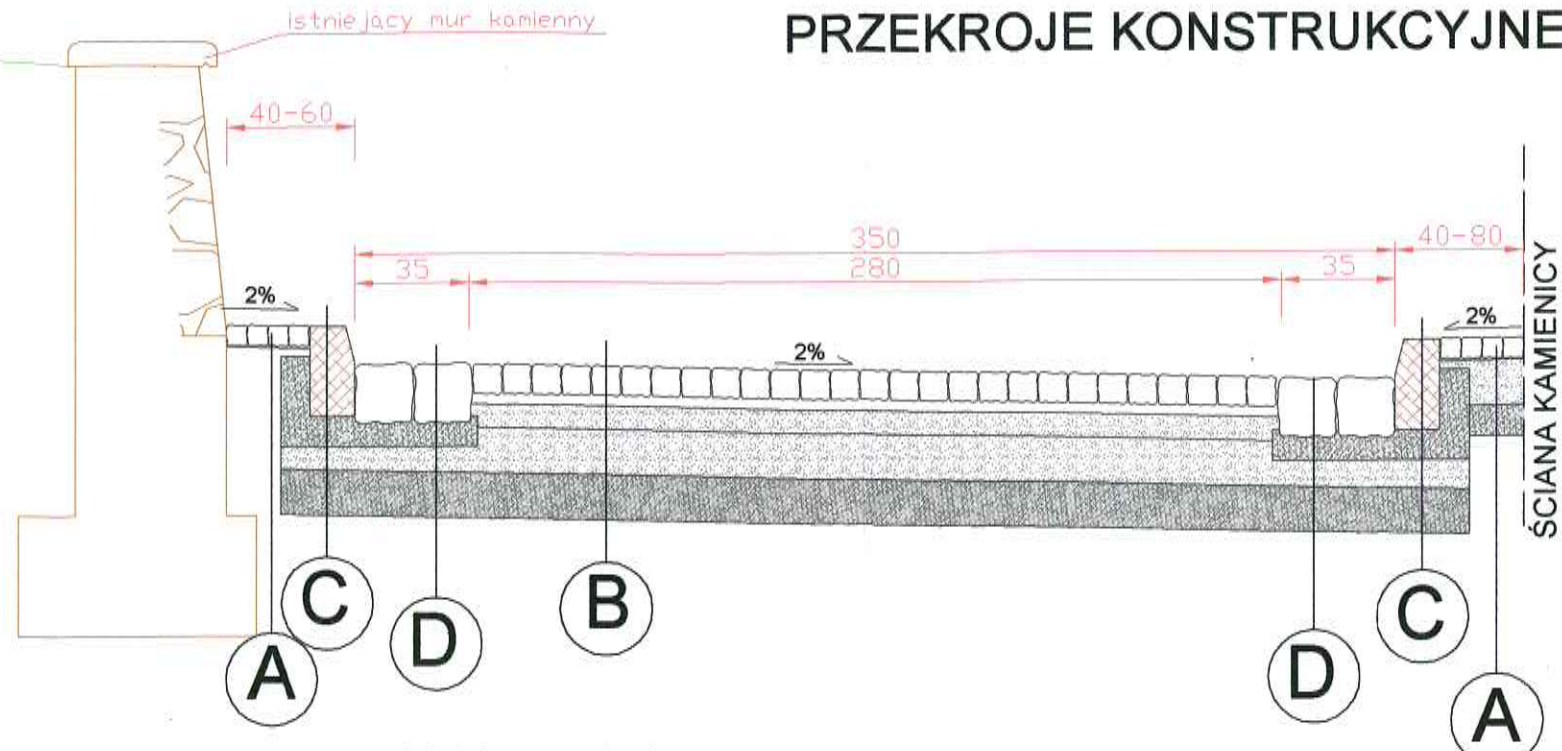 istniejący mur kamienny
PRZEKROJE KONSTRUKCYJNE
40-60
350
40-80
35
280
35
2%
2%
2%
ŚCIANA KAMIENICY
C
D
B
D
C
A
A